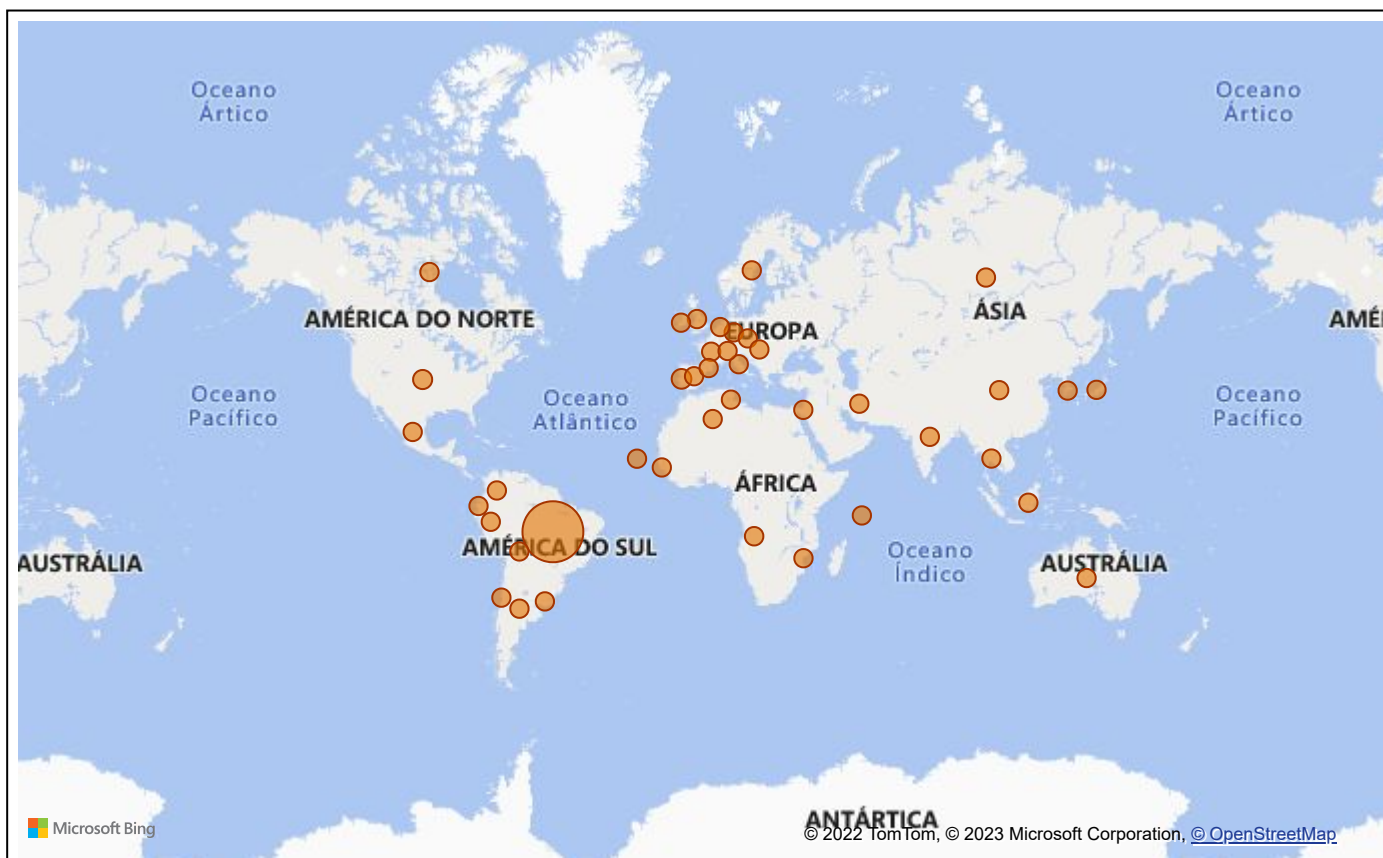 Oceano
Ártico
Oceano
Ártico
AMÉRICA DO NORTE
EUROPA
ÁSIA
AMÉ
Oceano
Pacífico
Oceano
Atlântico
Oceano
Pacífico
ÁFRICA
AMÉRICA DO SUL
AUSTRÁLIA
Oceano
Índico
AUSTRÁLIA
ANTÁRTICA
Microsoft Bing
© 2022 TomTom, © 2023 Microsoft Corporation, © OpenStreetMap